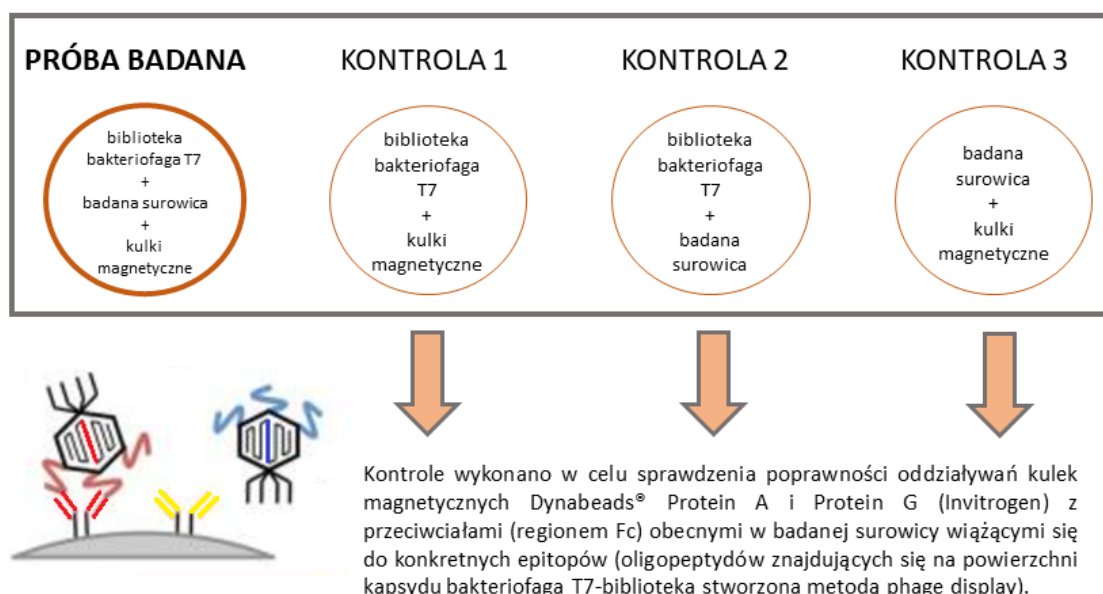 PRÓBA BADANA
biblioteka
bakteriofaga T7
+
badana surowica
+
kulki
magnetyczne
KONTROLA 1
biblioteka
bakteriofaga
T7
+
kulki
magnetyczne
KONTROLA 2
biblioteka
bakteriofaga
T7
+
badana
surowica
KONTROLA 3
badana
surowica
+
kulki
magnetyczne
Kontrole wykonano w celu sprawdzenia poprawności oddziaływań kulek
magnetycznych Dynabeads® Protein A i Protein G (Invitrogen) z
przeciwciałami (regionem Fc) obecnymi w badanej surowicy wiążącymi się
do konkretnych epitopów (oligopeptydów znajdujących się na powierzchni
kapsydu bakteriofaga T7-biblioteka stworzona metodą phage display).